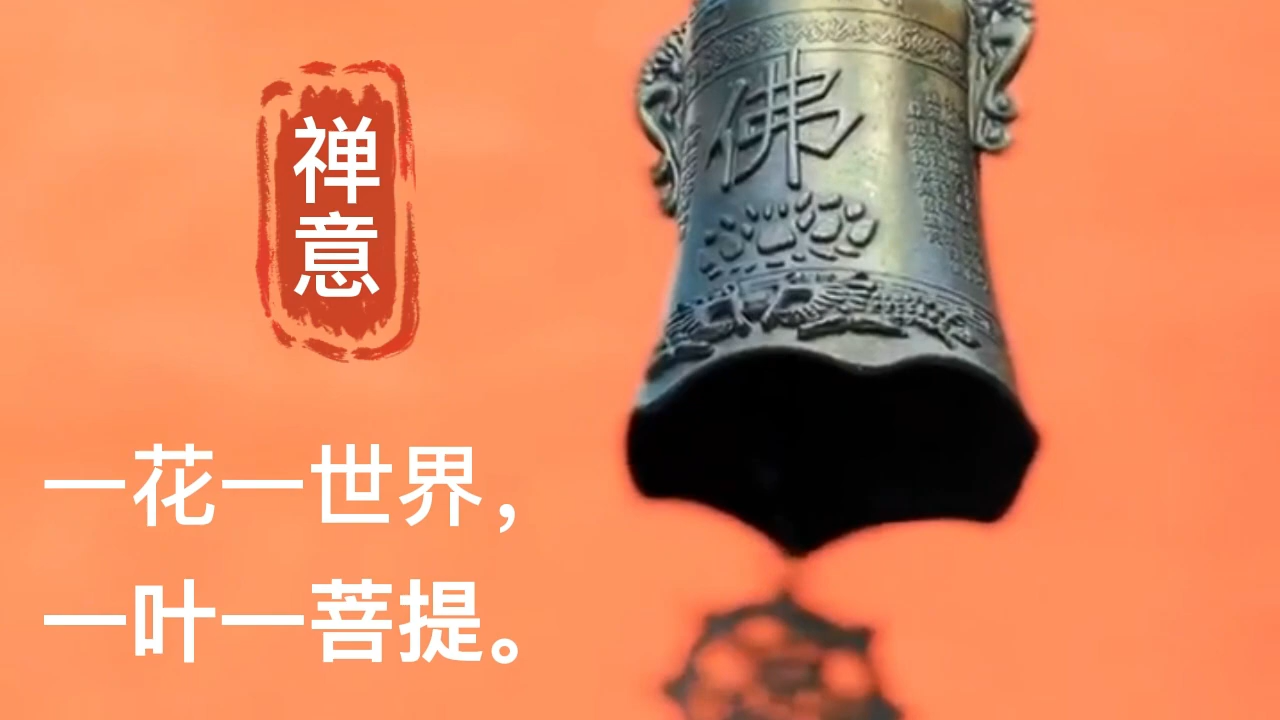 禅意
佛
一花一世界，
一叶一菩提。